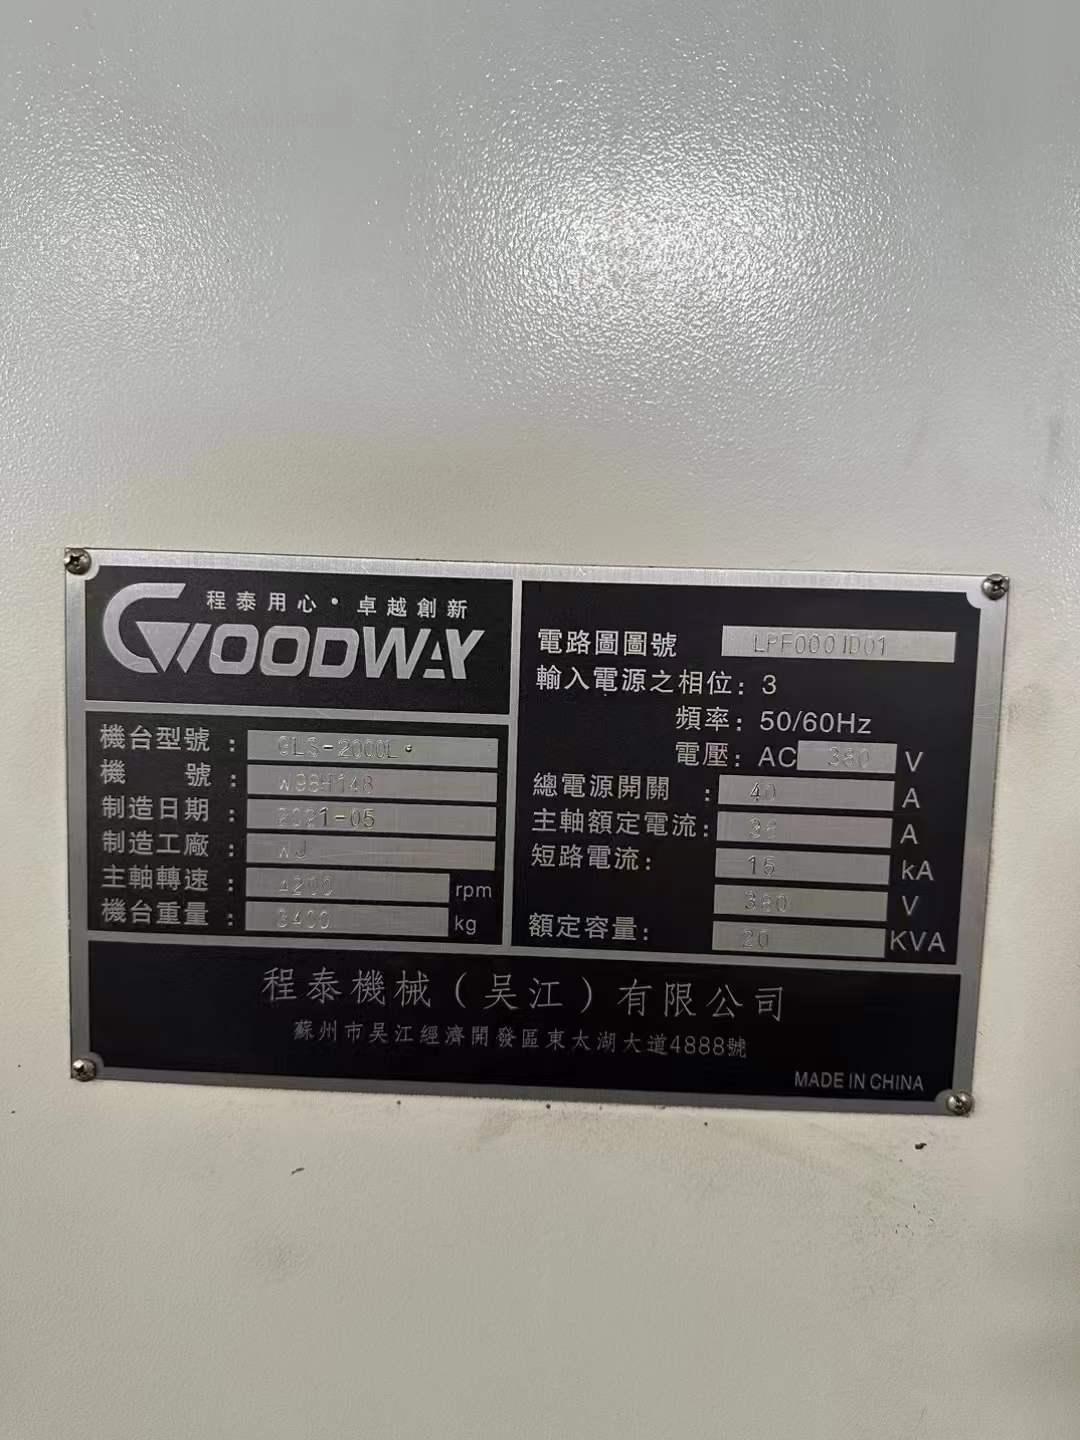 程泰用心·卓越創新
GOODWAY
機台型號：GLS-2000L
機號：W98H148
制造日期：2021-05
制造工廠：WJ
主軸轉速：4200 rpm
機台重量：3400 kg
電路圖圖號 LPF0001D01
輸入電源之相位：3
頻率：50/60Hz
電壓：AC 380 V
總電源開關：40 A
主軸額定電流：36 A
短路電流：15 kA
380 V
額定容量：20 KVA
程泰機械（吴江）有限公司
蘇州市吴江經濟開發區東太湖大道4888號
MADE IN CHINA